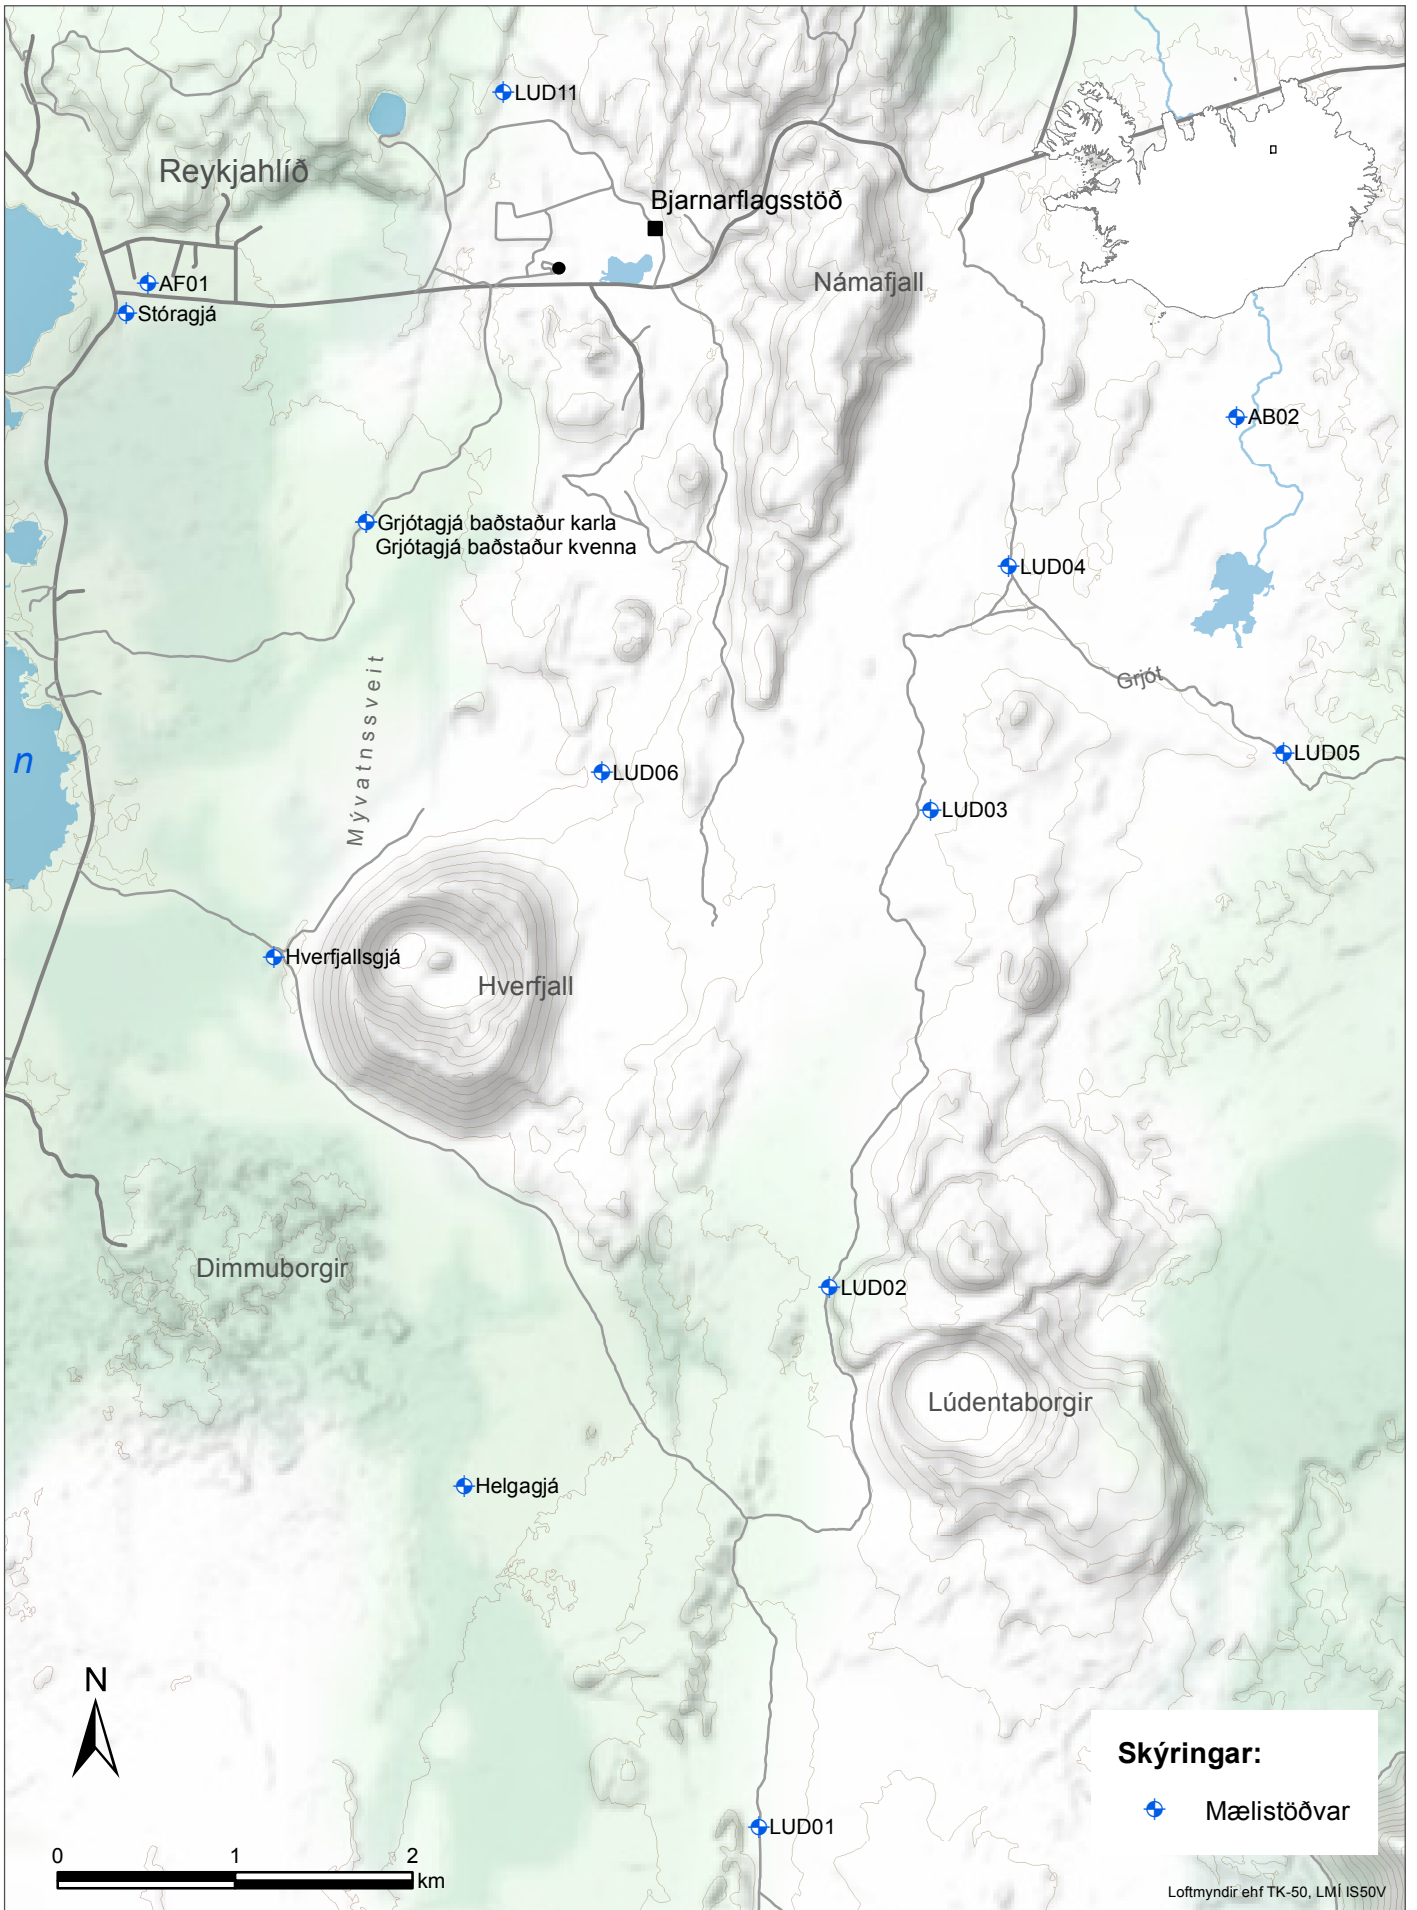 LUD11
Reykjahlíð
Bjarnarflagsstöð
AF01
Námafjall
Stóragjá
AB02
Grjótagjá baðstaður karla
Grjótagjá baðstaður kvenna
LUD04
Mývatnssveit
Grjót
n
LUD06
LUD05
LUD03
Hverfjallsgjá
Hverfjall
Dimmuborgir
LUD02
Lúdentaborgir
Helgagjá
N
Skýringar:
Mælistöðvar
LUD01
0 1 2
km
Loftmyndir ehf TK-50, LMÍ IS50V